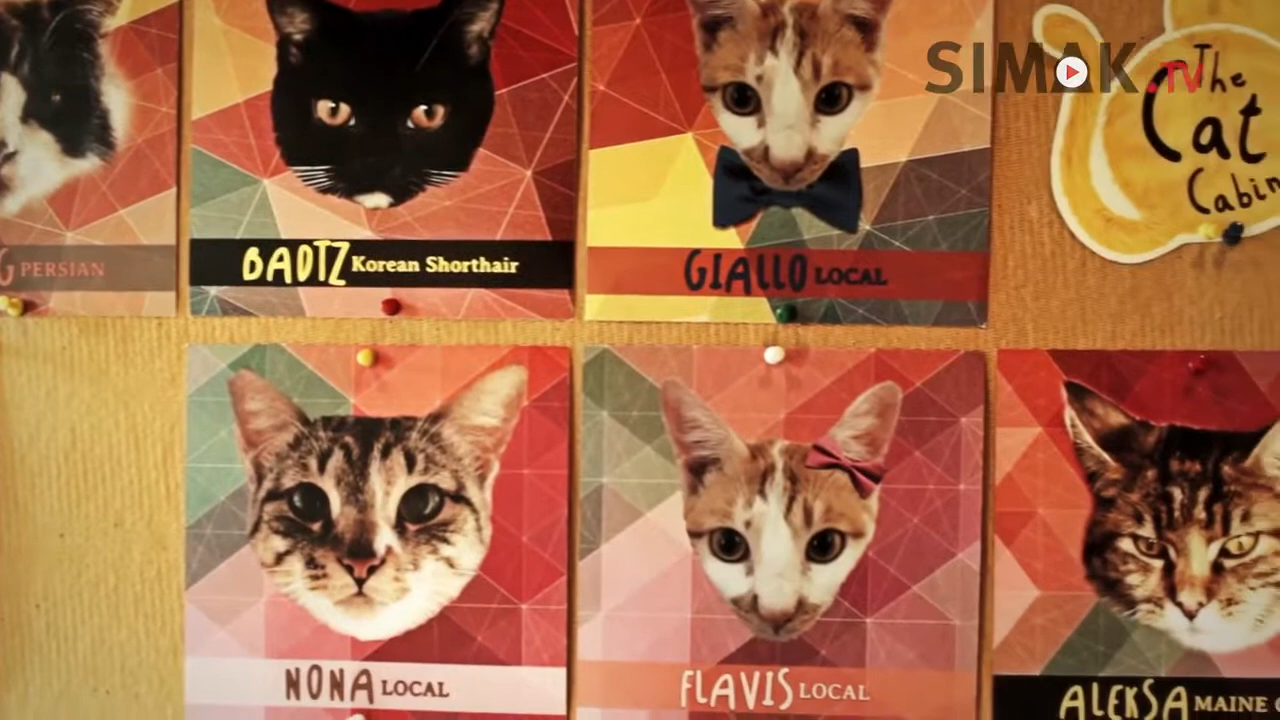 SIMAK.TV
The
Cat
Cabin
PERSIAN
BADTZ Korean Shorthair
GIALLO LOCAL
NONA LOCAL
FLAVIS LOCAL
ALEKSA MAINE